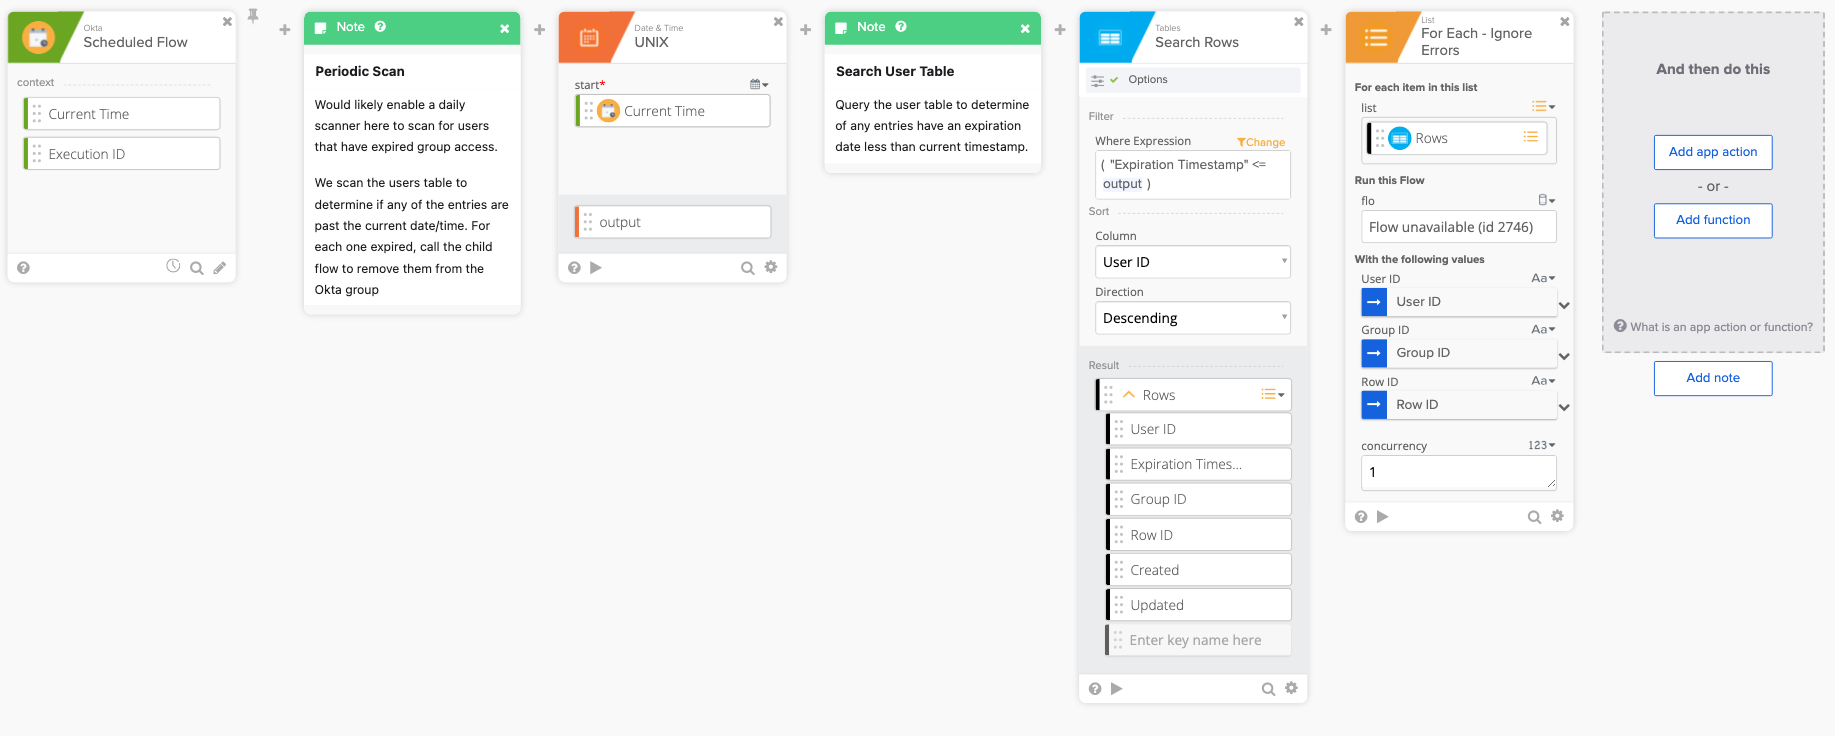 Okta
Scheduled Flow
context
Current Time
Execution ID
Note
Periodic Scan
Would likely enable a daily
scanner here to scan for users
that have expired group access.
We scan the users table to
determine if any of the entries are
past the current date/time. For
each one expired, call the child
flow to remove them from the
Okta group
Date & Time
UNIX
start*
Current Time
output
Note
Search User Table
Query the user table to determine
of any entries have an expiration
date less than current timestamp.
Tables
Search Rows
Options
Filter
Where Expression
Change
( "Expiration Timestamp" <=
output )
Sort
Column
User ID
Direction
Descending
Result
Rows
User ID
Expiration Times...
Group ID
Row ID
Created
Updated
Enter key name here
List
For Each - Ignore
Errors
For each item in this list
list
Rows
Run this Flow
flo
Flow unavailable (id 2746)
With the following values
User ID Aa
User ID
Group ID Aa
Group ID
Row ID Aa
Row ID
concurrency 123
1
And then do this
Add app action
- or -
Add function
What is an app action or function?
Add note